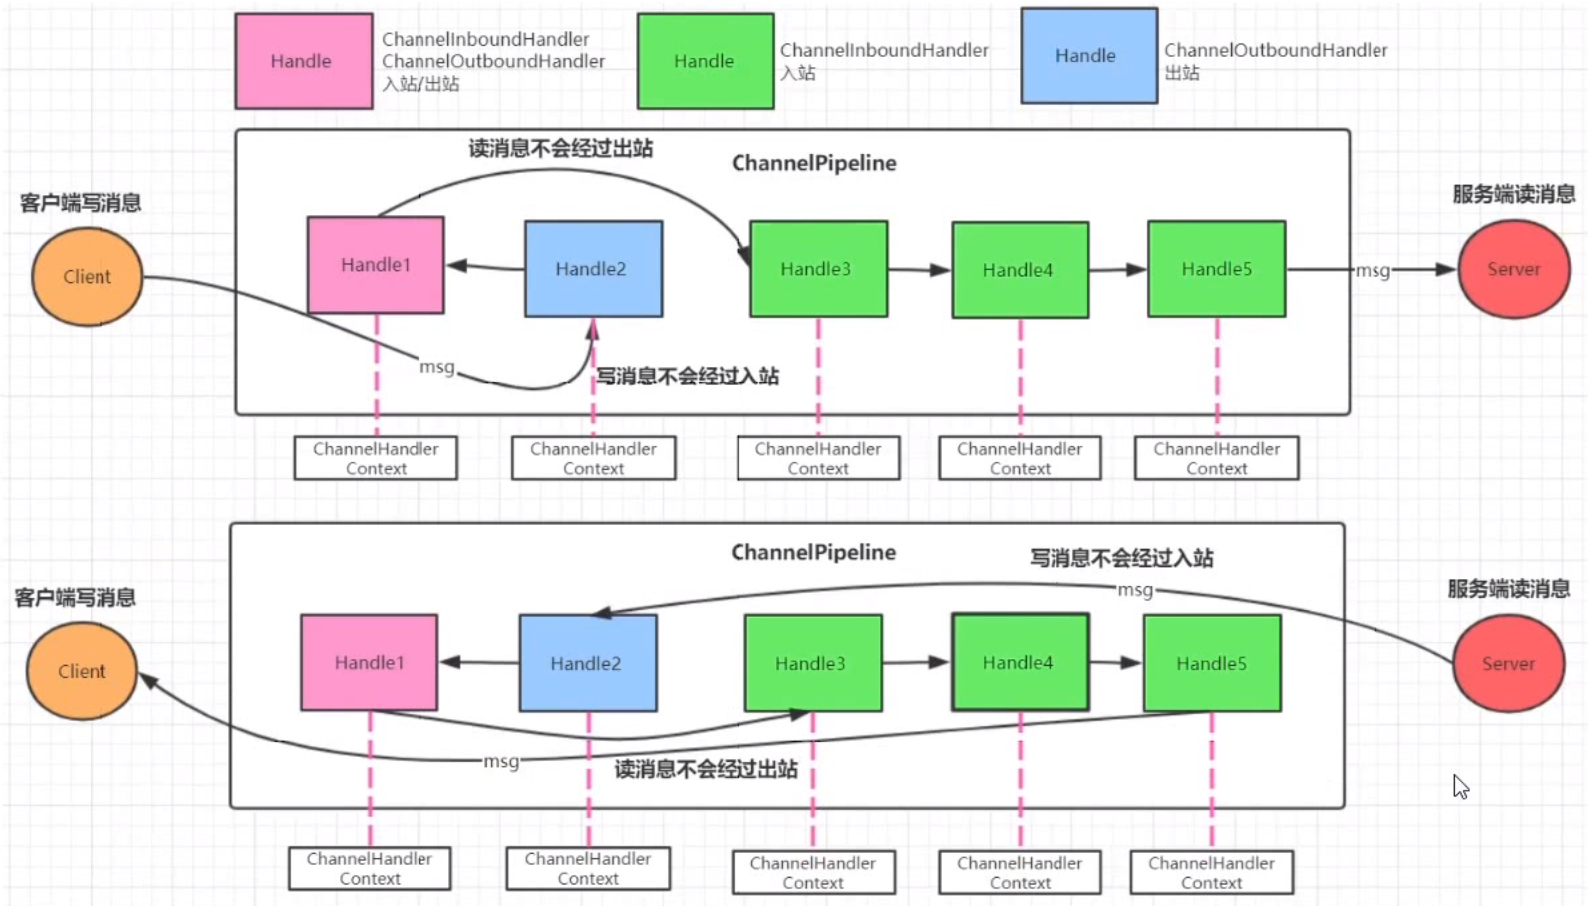 Handle
ChannelInboundHandler
ChannelOutboundHandler
入站/出站
Handle
ChannelInboundHandler
入站
Handle
ChannelOutboundHandler
出站
读消息不会经过出站
ChannelPipeline
客户端写消息
服务端读消息
Client
Handle1
Handle2
Handle3
Handle4
Handle5
msg
Server
msg
写消息不会经过入站
ChannelHandler
Context
ChannelHandler
Context
ChannelHandler
Context
ChannelHandler
Context
ChannelHandler
Context
ChannelPipeline
写消息不会经过入站
msg
客户端写消息
服务端读消息
Client
Handle1
Handle2
Handle3
Handle4
Handle5
Server
msg
读消息不会经过出站
ChannelHandler
Context
ChannelHandler
Context
ChannelHandler
Context
ChannelHandler
Context
ChannelHandler
Context